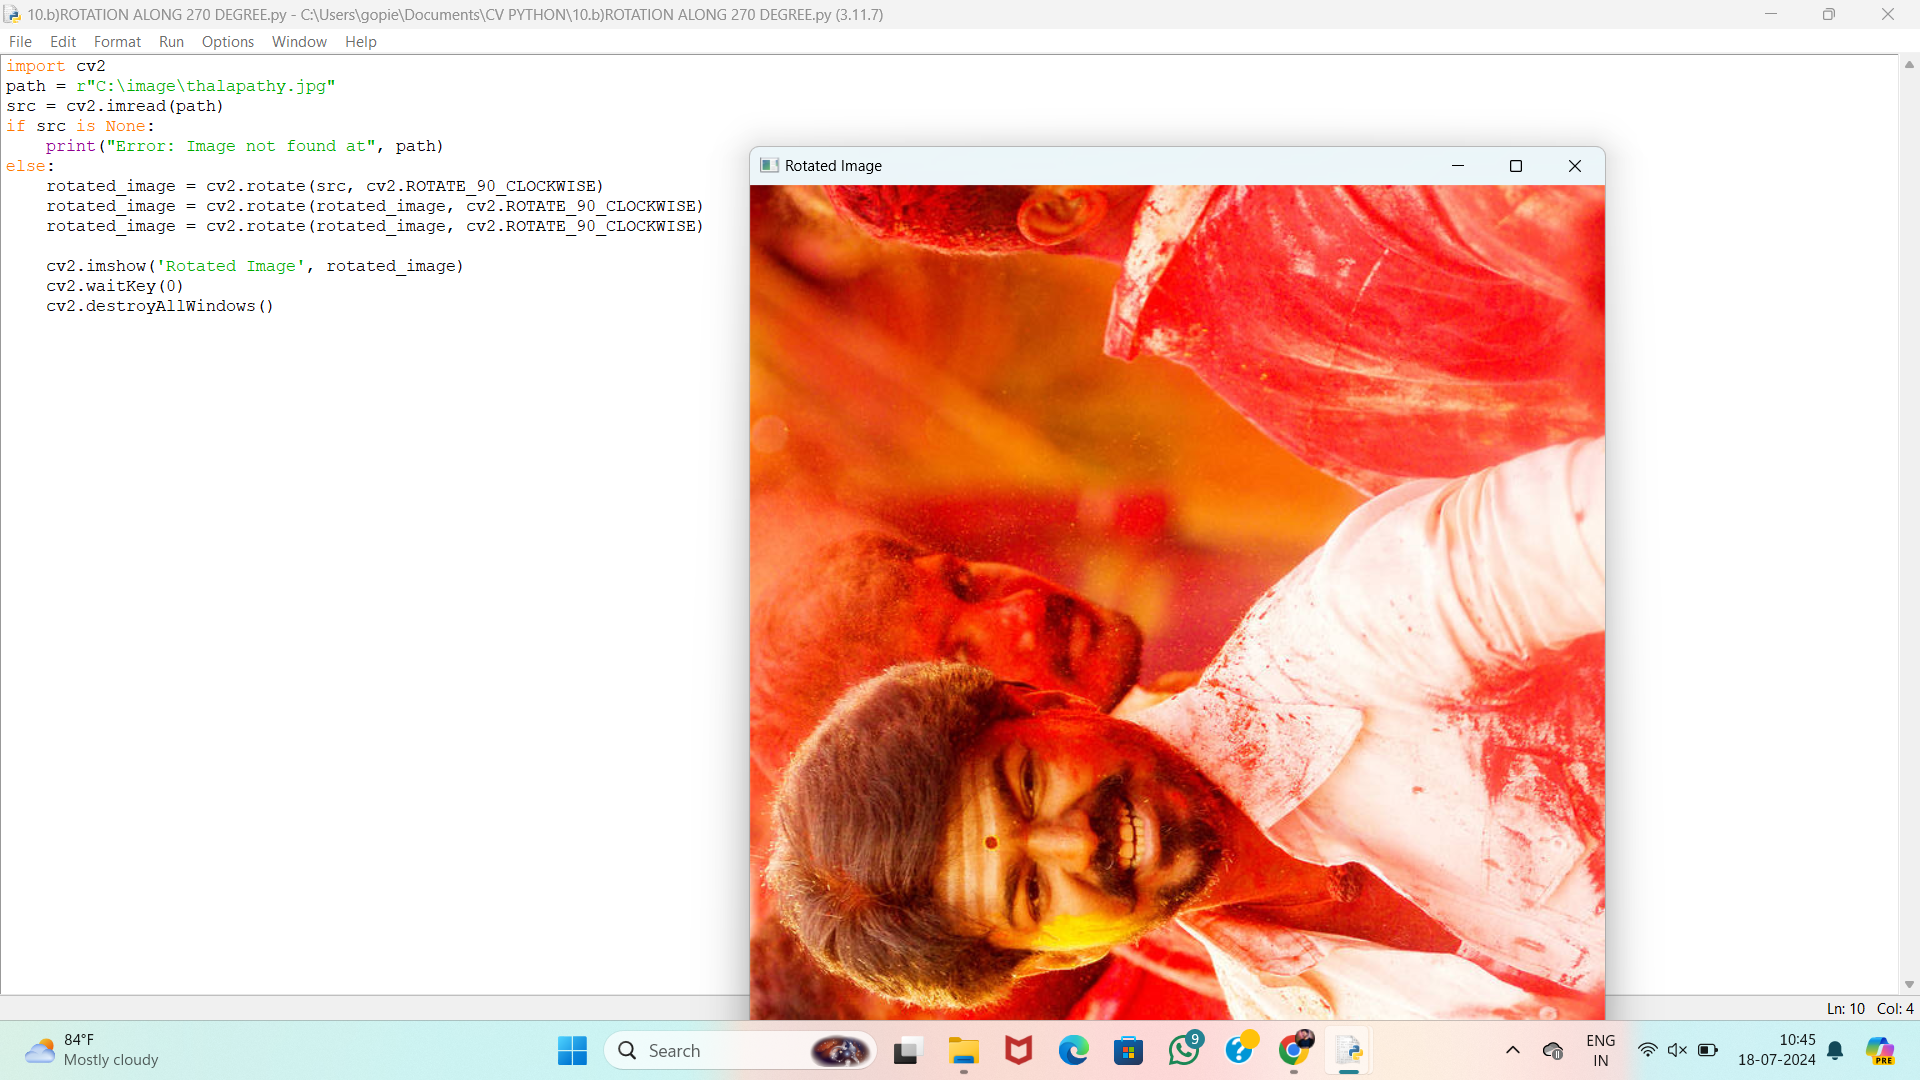 10.b)ROTATION ALONG 270 DEGREE.py - C:\Users\gopie\Documents\CV PYTHON\10.b)ROTATION ALONG 270 DEGREE.py (3.11.7)
File Edit Format Run Options Window Help
import cv2
path = r"C:\image\thalapathy.jpg"
src = cv2.imread(path)
if src is None:
    print("Error: Image not found at", path)
else:
    rotated_image = cv2.rotate(src, cv2.ROTATE_90_CLOCKWISE)
    rotated_image = cv2.rotate(rotated_image, cv2.ROTATE_90_CLOCKWISE)
    rotated_image = cv2.rotate(rotated_image, cv2.ROTATE_90_CLOCKWISE)
    cv2.imshow('Rotated Image', rotated_image)
    cv2.waitKey(0)
    cv2.destroyAllWindows()
Rotated Image
Ln: 10 Col: 4
84°F
Mostly cloudy
Search
9
ENG
IN
10:45
18-07-2024
PRE